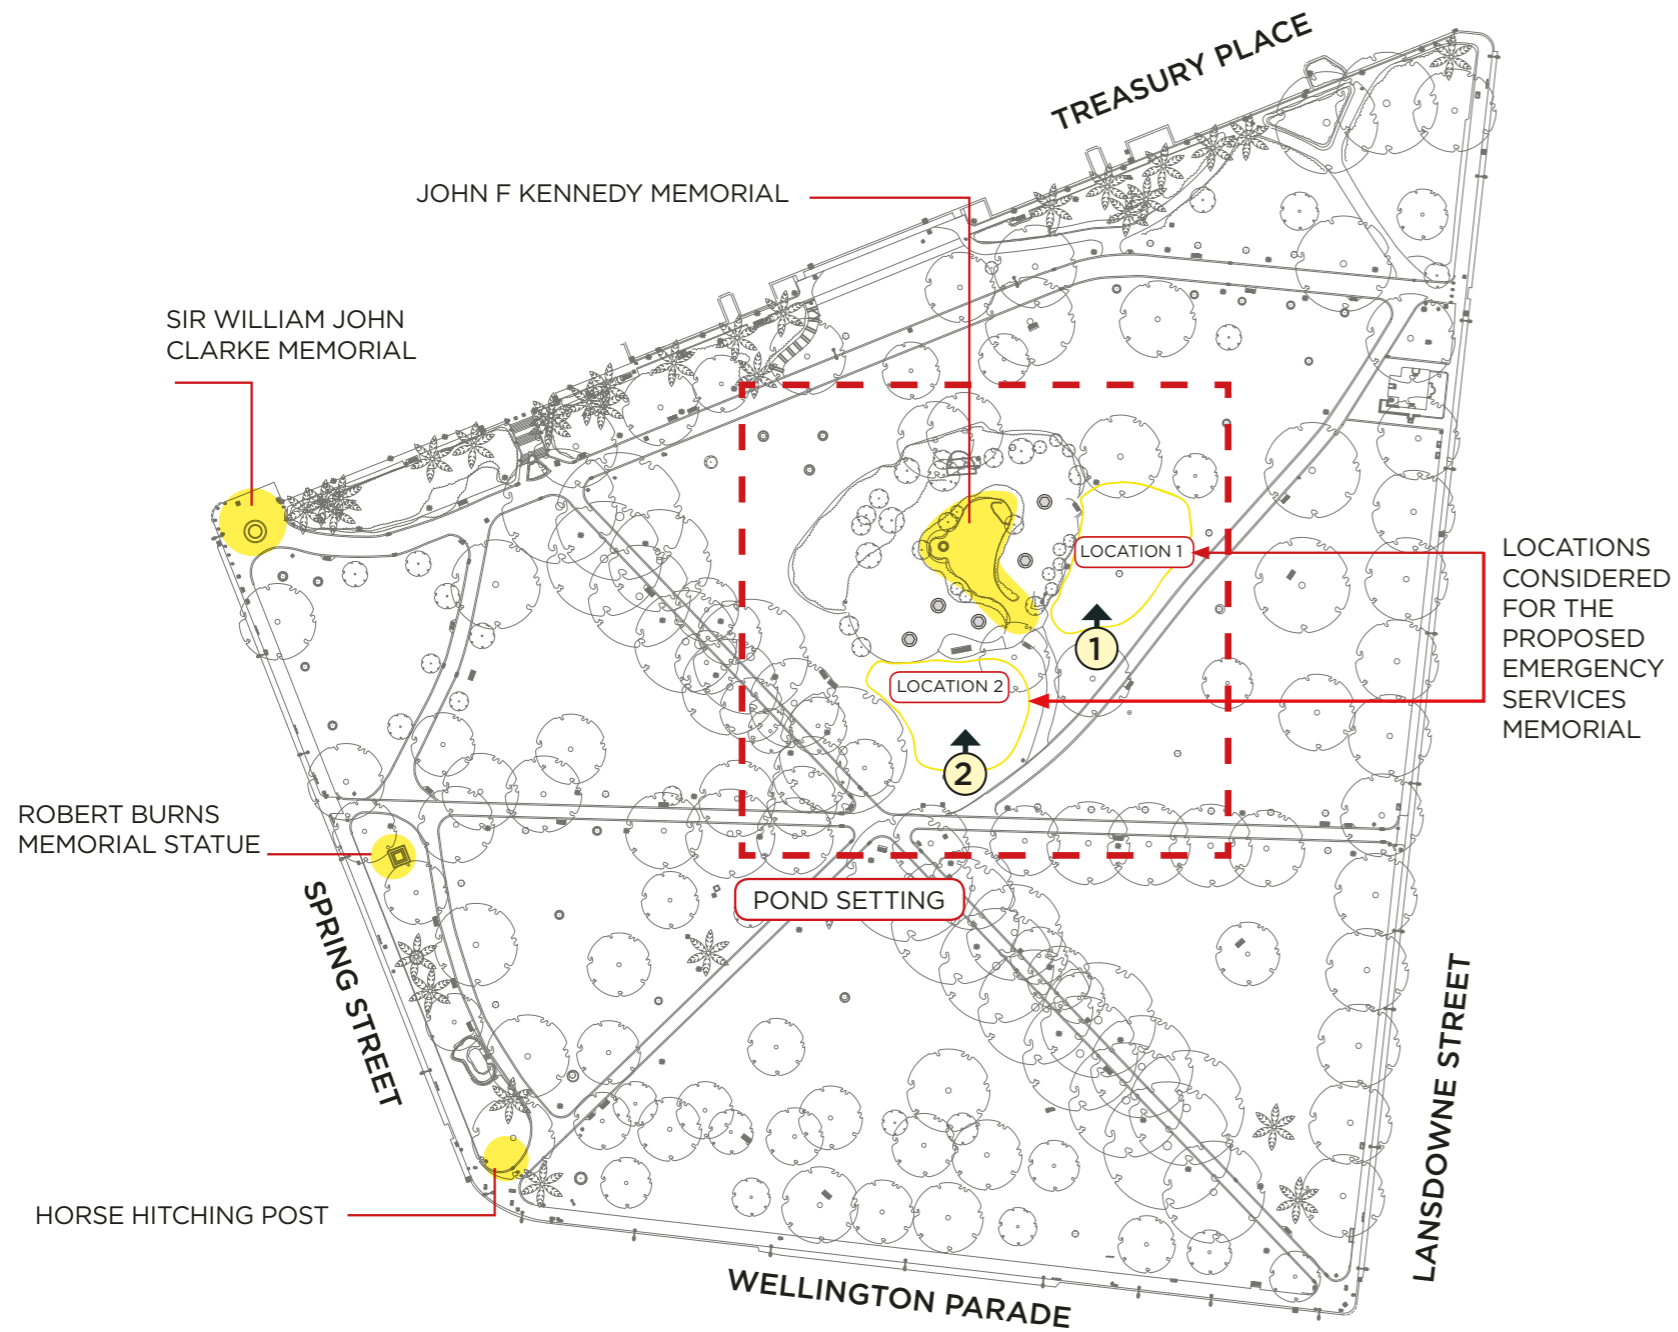 TREASURY PLACE
JOHN F KENNEDY MEMORIAL
SIR WILLIAM JOHN
CLARKE MEMORIAL
LOCATION 1
LOCATIONS
CONSIDERED
FOR THE
PROPOSED
EMERGENCY
SERVICES
MEMORIAL
1
LOCATION 2
2
ROBERT BURNS
MEMORIAL STATUE
POND SETTING
SPRING STREET
LANSDOWNE STREET
HORSE HITCHING POST
WELLINGTON PARADE